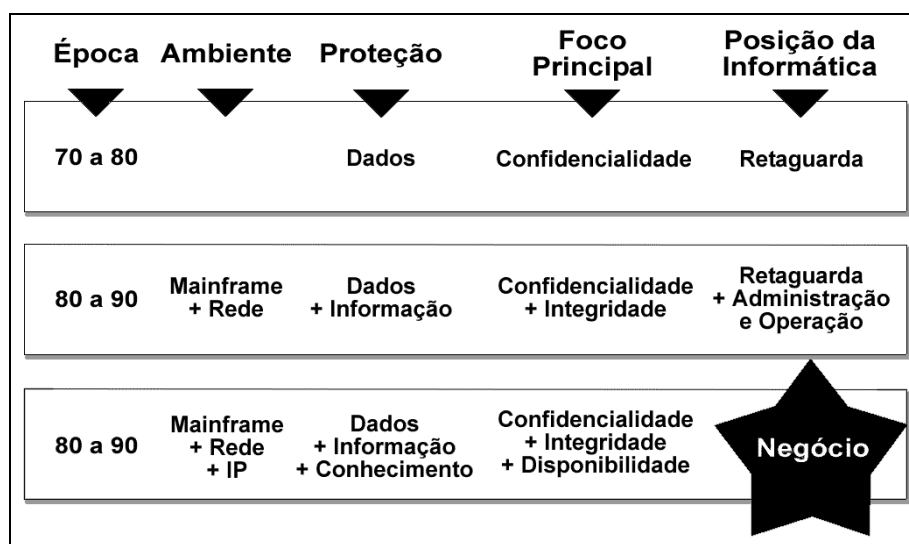 Época Ambiente Proteção Foco Principal Posição da Informática
70 a 80 Dados Confidencialidade Retaguarda
80 a 90 Mainframe + Rede Dados + Informação Confidencialidade + Integridade Retaguarda + Administração e Operação
80 a 90 Mainframe + Rede + IP Dados + Informação + Conhecimento Confidencialidade + Integridade + Disponibilidade Negócio